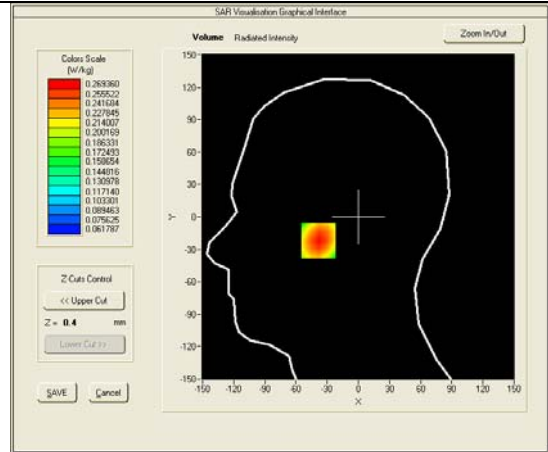 SAR Visualisation Graphical Interface
Volume Radiated Intensity
Zoom In/Out
Colors Scale
(W/kg)
0.269360
0.255522
0.241684
0.227845
0.214007
0.200169
0.186331
0.172493
0.158654
0.144816
0.130978
0.117140
0.103301
0.089463
0.075625
0.061787
Z Cuts Control
<< Upper Cut
Z = 0.4 mm
Lower Cut >>
SAVE Cancel
150
120
90
60
30
0
-30
-60
-90
-120
-150
Y
-150 -120 -90 -60 -30 0 30 60 90 120 150
X